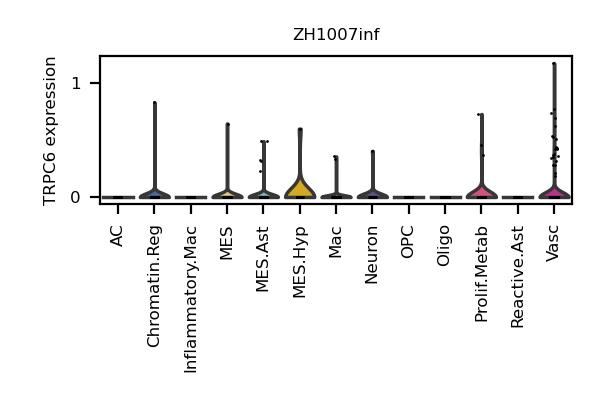 ZH1007inf
TRPC6 expression
1
0
AC
Chromatin.Reg
Inflammatory.Mac
MES
MES.Ast
MES.Hyp
Mac
Neuron
OPC
Oligo
Prolif.Metab
Reactive.Ast
Vasc